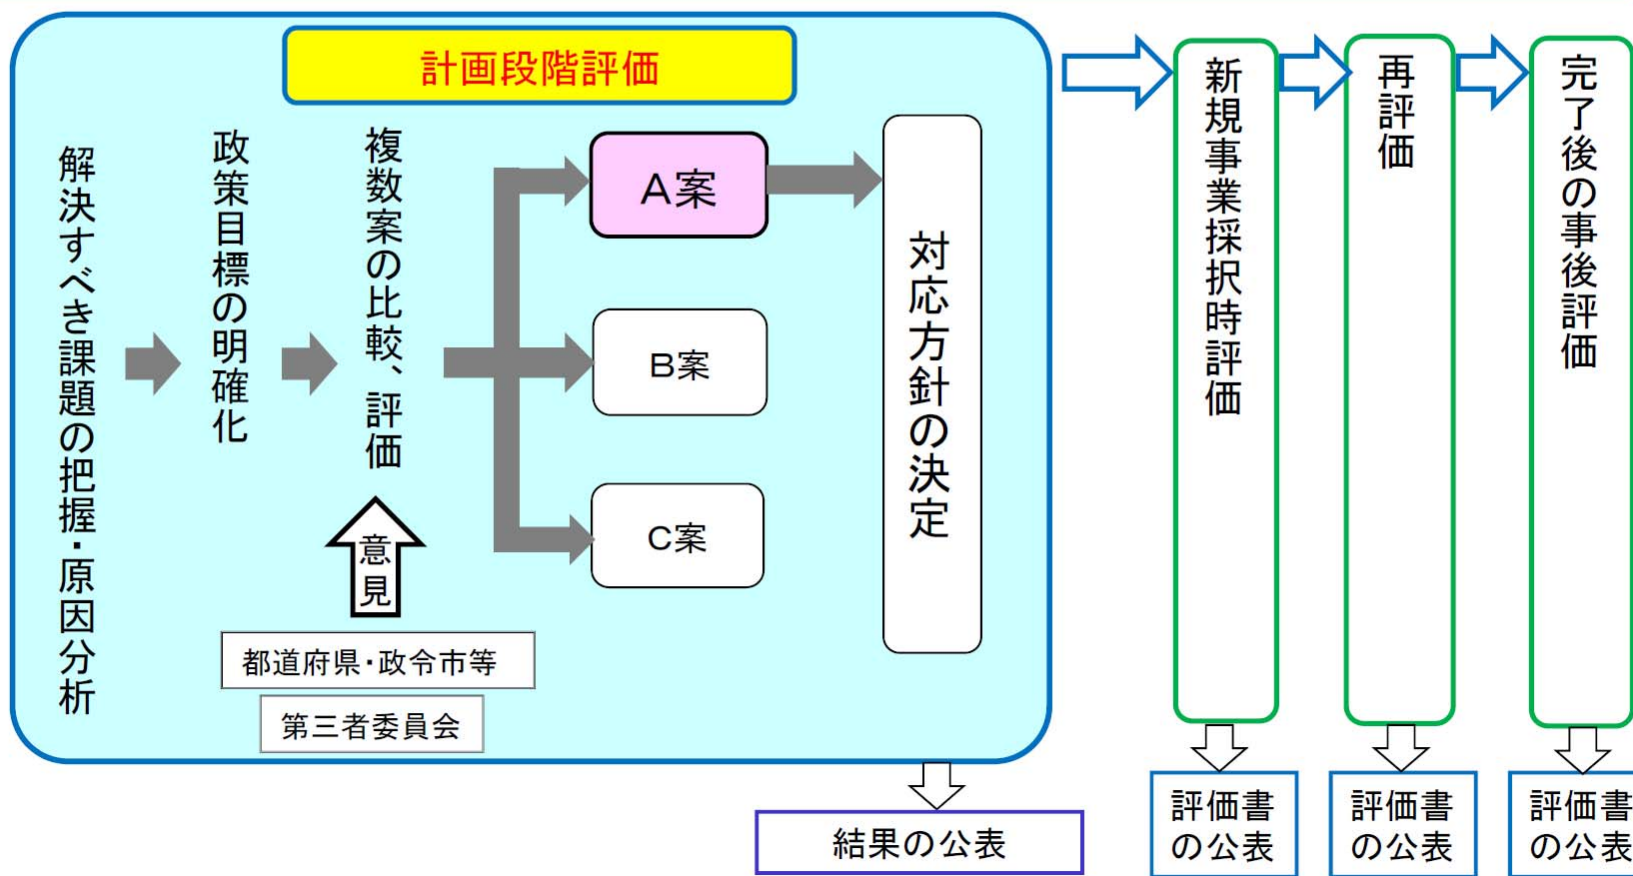 計画段階評価
解決すべき課題の把握・原因分析
政策目標の明確化
複数案の比較、評価
意見
都道府県・政令市等
第三者委員会
A案
B案
C案
対応方針の決定
結果の公表
新規事業採択時評価
評価書
の公表
再評価
評価書
の公表
完了後の事後評価
評価書
の公表